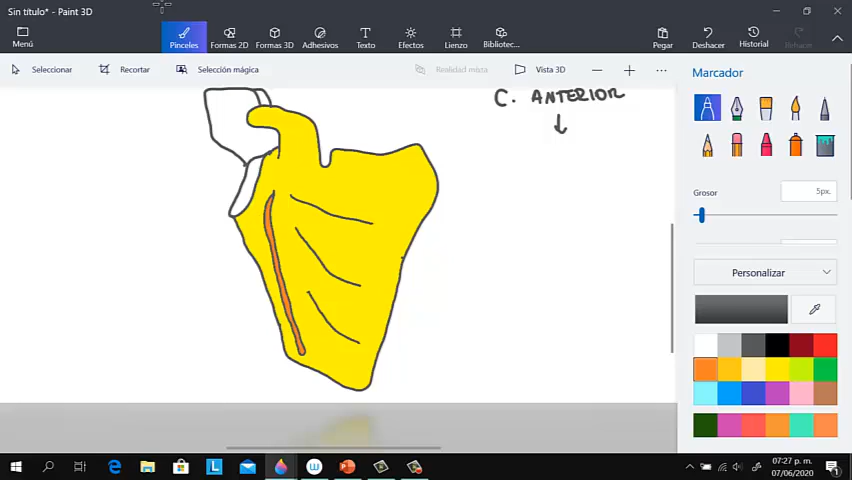 Sin título* - Paint 3D
Menú
Pinceles
Formas 2D
Formas 3D
Adhesivos
Texto
Efectos
Lienzo
Bibliotec...
Pegar
Deshacer
Historial
Rehacer
Seleccionar
Recortar
Selección mágica
Realidad mixta
Vista 3D
Marcador
C. ANTERIOR
Grosor
5px.
Personalizar
07:27 p. m.
07/06/2020